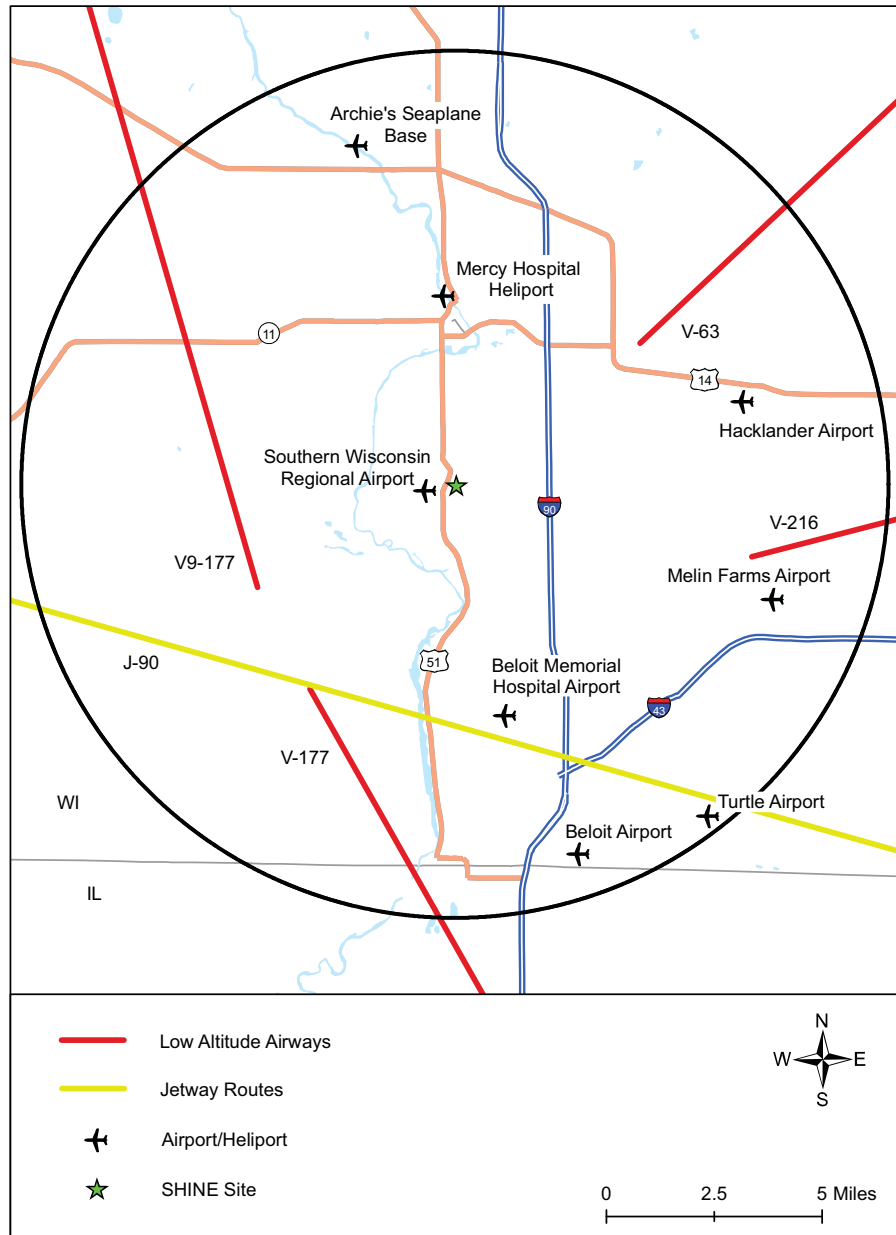 Archie's Seaplane
Base
Mercy Hospital
Heliport
11
V-63
14
Hacklander Airport
Southern Wisconsin
Regional Airport
90
V-216
V9-177
Melin Farms Airport
J-90
51
Beloit Memorial
Hospital Airport
43
V-177
WI
Turtle Airport
Beloit Airport
IL
Low Altitude Airways
Jetway Routes
Airport/Heliport
SHINE Site
N
W E
S
0 2.5 5 Miles